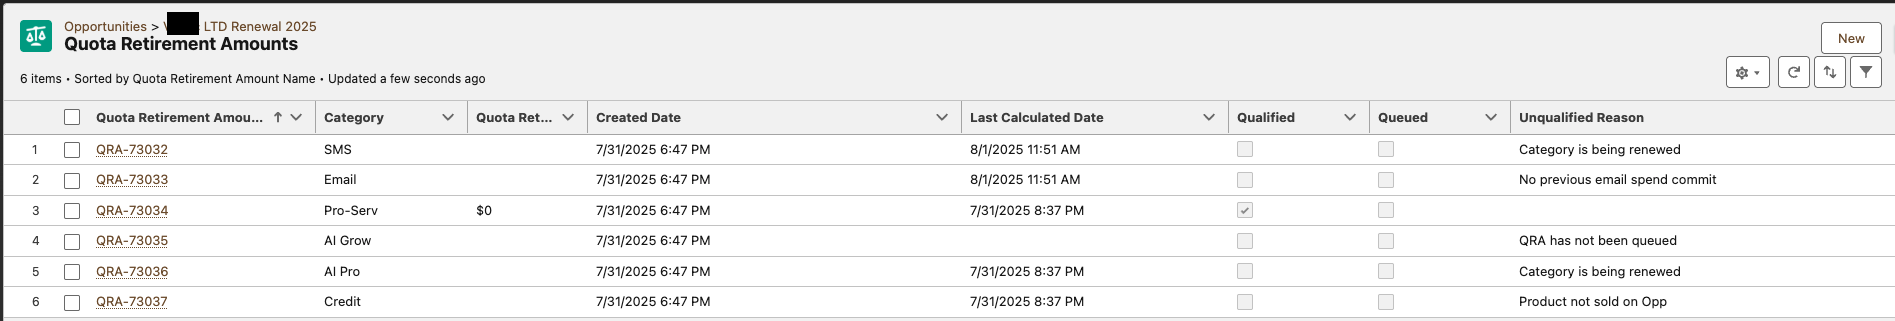 Opportunities > LTD Renewal 2025
Quota Retirement Amounts
New
6 items • Sorted by Quota Retirement Amount Name • Updated a few seconds ago
Quota Retirement Amou... Category Quota Ret... Created Date Last Calculated Date Qualified Queued Unqualified Reason
1 QRA-73032 SMS 7/31/2025 6:47 PM 8/1/2025 11:51 AM Category is being renewed
2 QRA-73033 Email 7/31/2025 6:47 PM 8/1/2025 11:51 AM No previous email spend commit
3 QRA-73034 Pro-Serv $0 7/31/2025 6:47 PM 7/31/2025 8:37 PM
4 QRA-73035 AI Grow 7/31/2025 6:47 PM QRA has not been queued
5 QRA-73036 AI Pro 7/31/2025 6:47 PM 7/31/2025 8:37 PM Category is being renewed
6 QRA-73037 Credit 7/31/2025 6:47 PM 7/31/2025 8:37 PM Product not sold on Opp